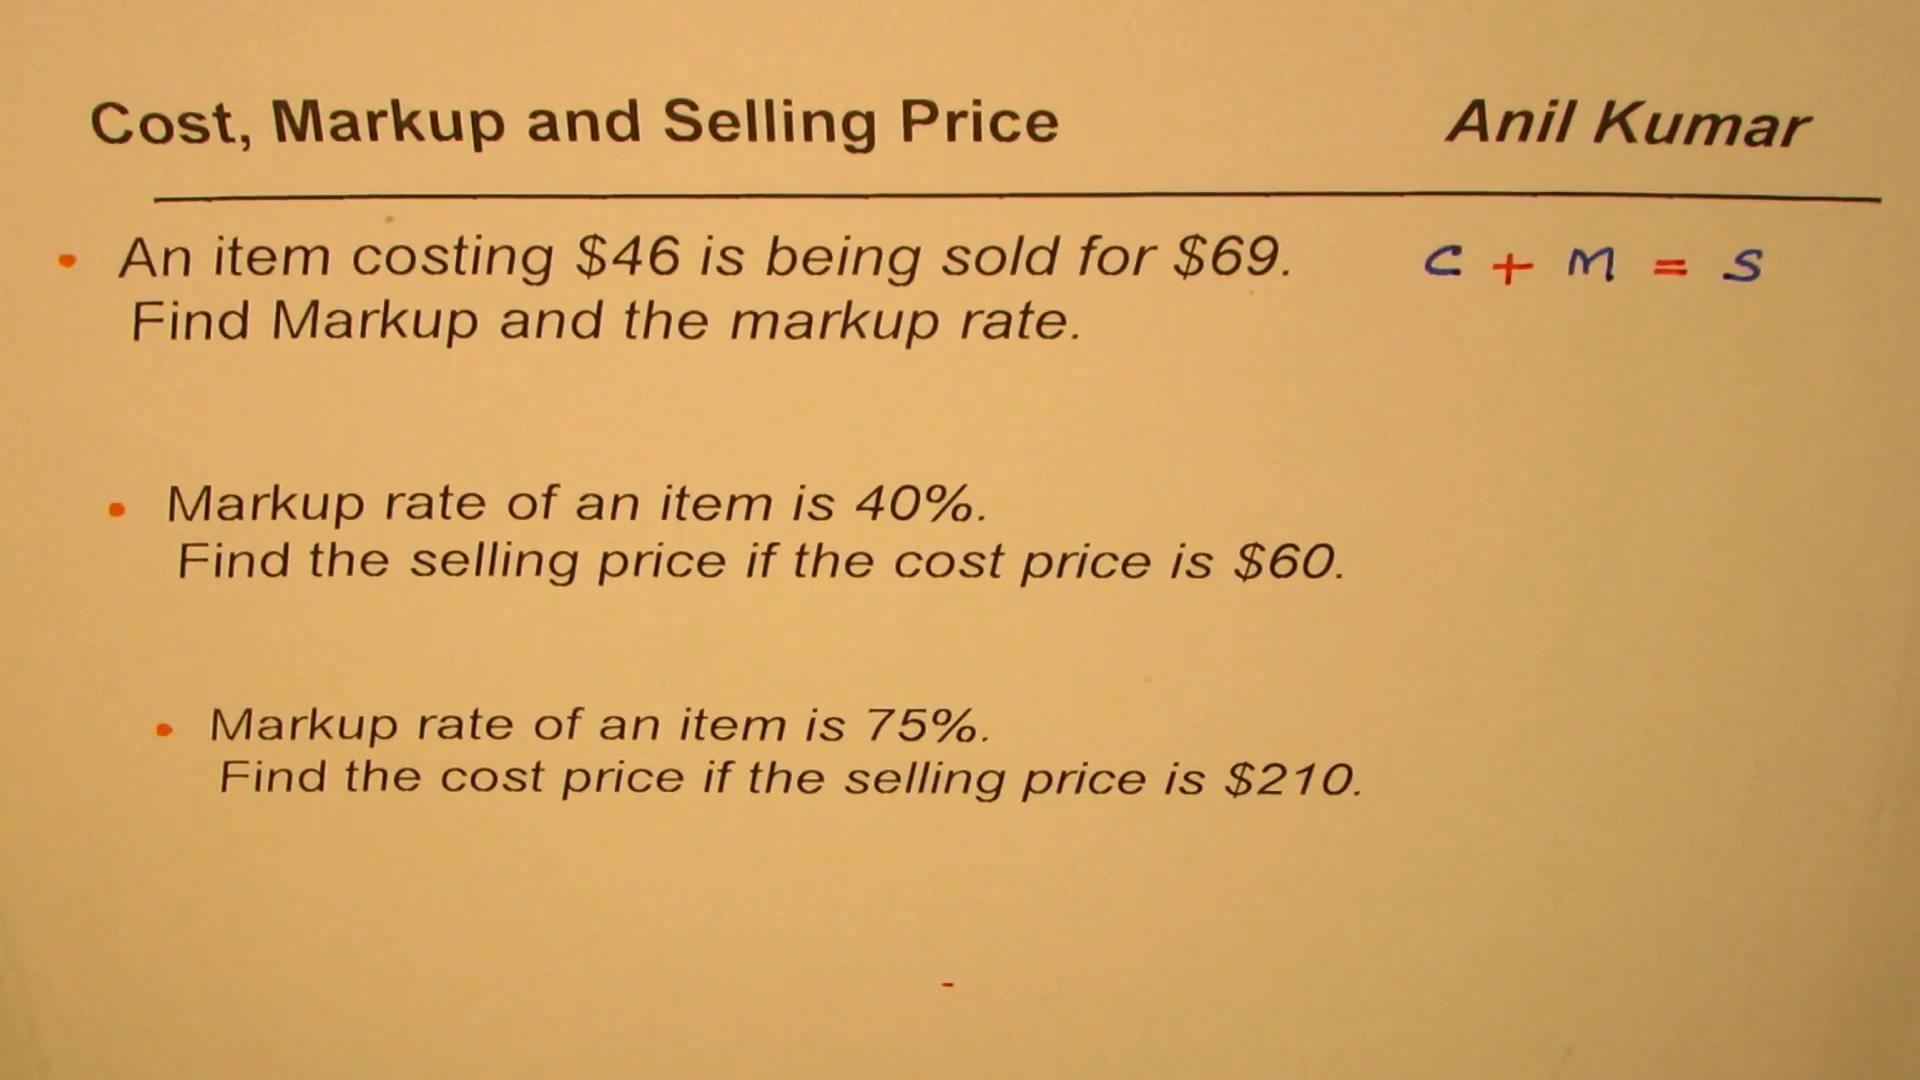 Cost, Markup and Selling Price Anil Kumar
• An item costing $46 is being sold for $69. C + M = S
Find Markup and the markup rate.
• Markup rate of an item is 40%.
Find the selling price if the cost price is $60.
• Markup rate of an item is 75%.
Find the cost price if the selling price is $210.